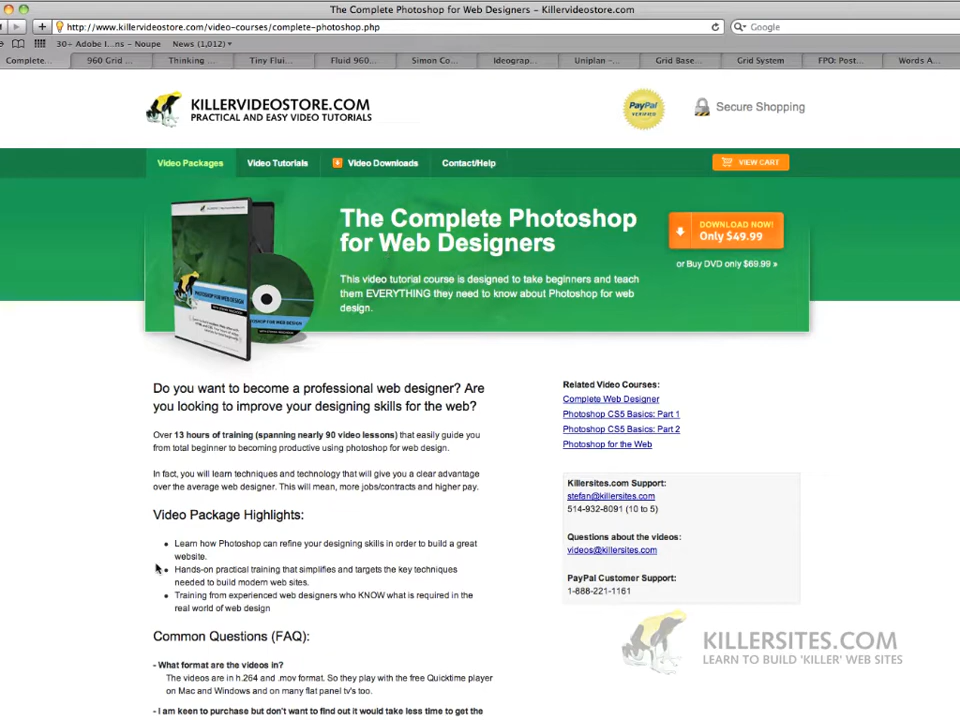 The Complete Photoshop for Web Designers – Killervideostore.com
http://www.killervideostore.com/video-courses/complete-photoshop.php
Google
30+ Adobe I...ns – Noupe News (1,012)
Complete... 960 Grid ... Thinking ... Tiny Flui... Fluid 960... Simon Co... Ideograp... Uniplan –... Grid Base... Grid System FPO: Post... Words A...
KILLERVIDEOSTORE.COM
PRACTICAL AND EASY VIDEO TUTORIALS
PayPal
VERIFIED
Secure Shopping
Video Packages Video Tutorials Video Downloads Contact/Help VIEW CART
The Complete Photoshop
for Web Designers
DOWNLOAD NOW!
Only $49.99
or Buy DVD only $69.99 »
This video tutorial course is designed to take beginners and teach
them EVERYTHING they need to know about Photoshop for web
design.
PHOTOSHOP FOR WEB DESIGN
PHOTOSHOP FOR WEB DESIGN
Do you want to become a professional web designer? Are
you looking to improve your designing skills for the web?
Over 13 hours of training (spanning nearly 90 video lessons) that easily guide you
from total beginner to becoming productive using photoshop for web design.
In fact, you will learn techniques and technology that will give you a clear advantage
over the average web designer. This will mean, more jobs/contracts and higher pay.
Video Package Highlights:
• Learn how Photoshop can refine your designing skills in order to build a great
website.
• Hands-on practical training that simplifies and targets the key techniques
needed to build modern web sites.
• Training from experienced web designers who KNOW what is required in the
real world of web design
Common Questions (FAQ):
- What format are the videos in?
The videos are in h.264 and .mov format. So they play with the free Quicktime player
on Mac and Windows and on many flat panel tv's too.
- I am keen to purchase but don't want to find out it would take less time to get the
Related Video Courses:
Complete Web Designer
Photoshop CS5 Basics: Part 1
Photoshop CS5 Basics: Part 2
Photoshop for the Web
Killersites.com Support:
stefan@killersites.com
514-932-8091 (10 to 5)
Questions about the videos:
videos@killersites.com
PayPal Customer Support:
1-888-221-1161
KILLERSITES.COM
LEARN TO BUILD 'KILLER' WEB SITES